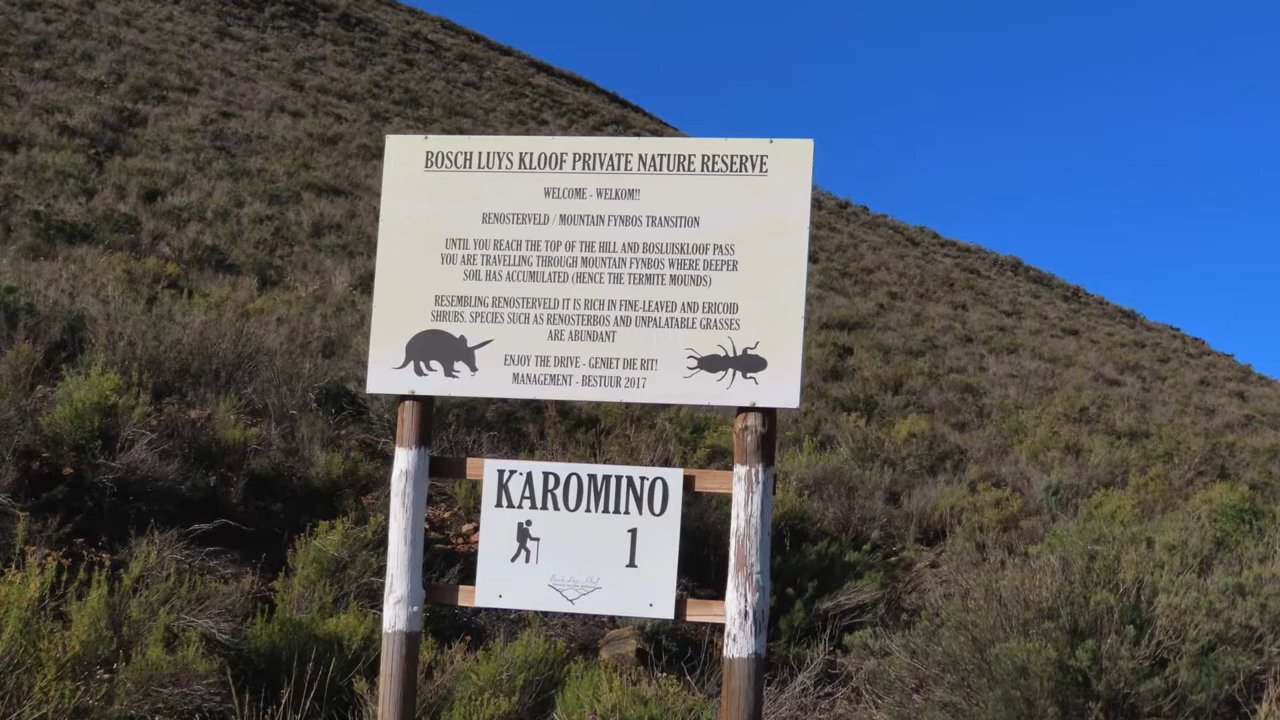 BOSCH LUYS KLOOF PRIVATE NATURE RESERVE
WELCOME - WELKOM!!
RENOSTERVELD / MOUNTAIN FYNBOS TRANSITION
UNTIL YOU REACH THE TOP OF THE HILL AND BOSLUISKLOOF PASS
YOU ARE TRAVELLING THROUGH MOUNTAIN FYNBOS WHERE DEEPER
SOIL HAS ACCUMULATED (HENCE THE TERMITE MOUNDS)
RESEMBLING RENOSTERVELD IT IS RICH IN FINE-LEAVED AND ERICOID
SHRUBS. SPECIES SUCH AS RENOSTERBOS AND UNPALATABLE GRASSES
ARE ABUNDANT
ENJOY THE DRIVE - GENIET DIE RIT!
MANAGEMENT - BESTUUR 2017
KAROMINO
1
Bosch Luys Kloof